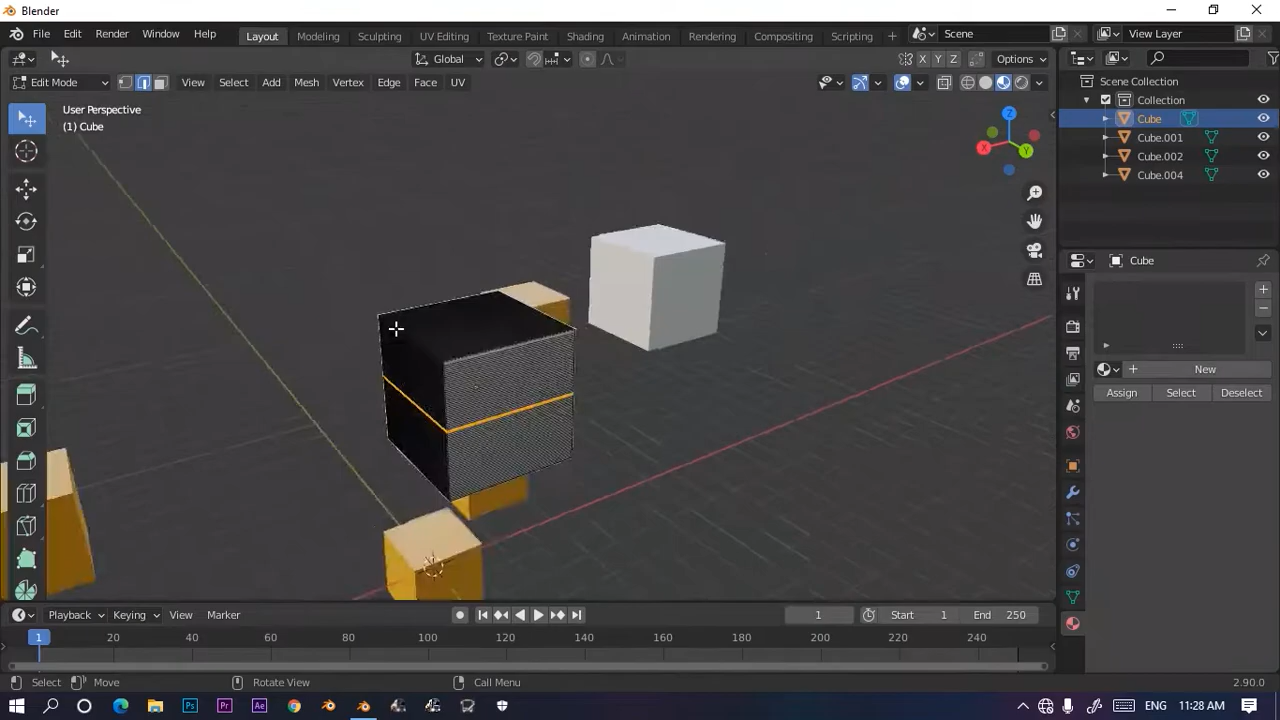 Blender
File Edit Render Window Help
Layout Modeling Sculpting UV Editing Texture Paint Shading Animation Rendering Compositing Scripting +
Scene
View Layer
Global
X Y Z
Options
Edit Mode
View Select Add Mesh Vertex Edge Face UV
User Perspective
(1) Cube
Z
X
Y
Scene Collection
Collection
Cube
Cube.001
Cube.002
Cube.004
Cube
New
Assign Select Deselect
Playback Keying View Marker
1
Start 1 End 250
1 20 40 60 80 100 120 140 160 180 200 220 240
Select Move Rotate View Call Menu
2.90.0
Ps Pr Ae
ENG 11:28 AM